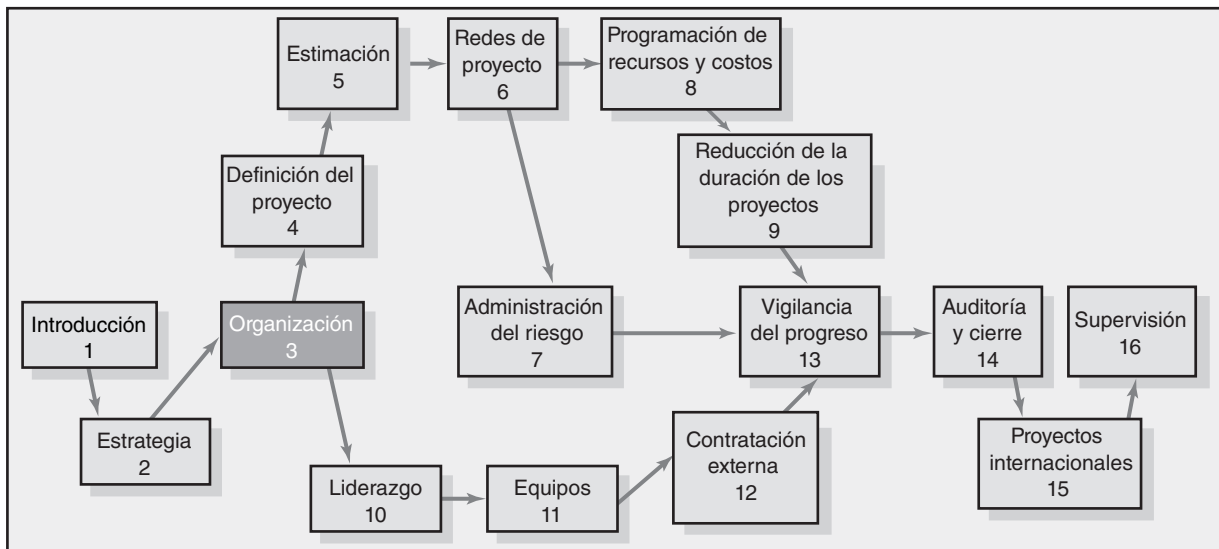 Introducción
1
Estrategia
2
Organización
3
Definición del
proyecto
4
Estimación
5
Redes de
proyecto
6
Administración
del riesgo
7
Programación de
recursos y costos
8
Reducción de la
duración de los
proyectos
9
Liderazgo
10
Equipos
11
Contratación
externa
12
Vigilancia
del progreso
13
Auditoría
y cierre
14
Proyectos
internacionales
15
Supervisión
16